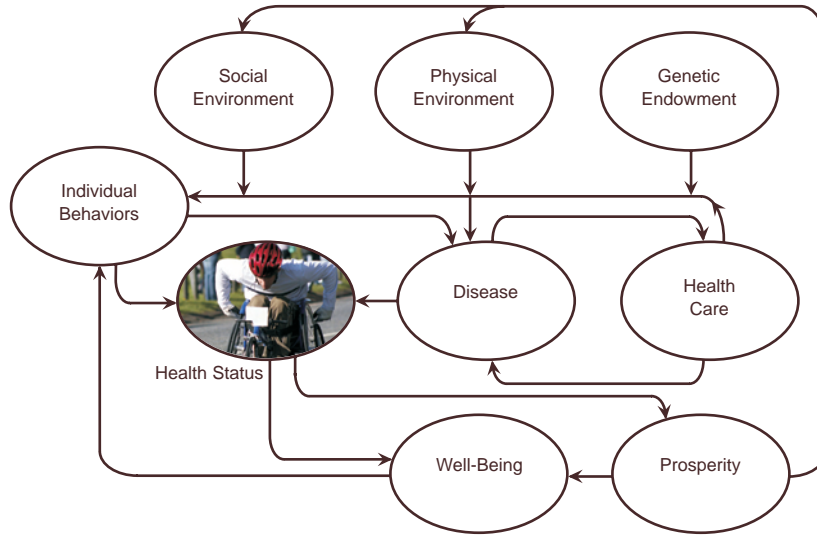 Social
Environment
Physical
Environment
Genetic
Endowment
Individual
Behaviors
Disease
Health
Care
Health Status
Well-Being
Prosperity